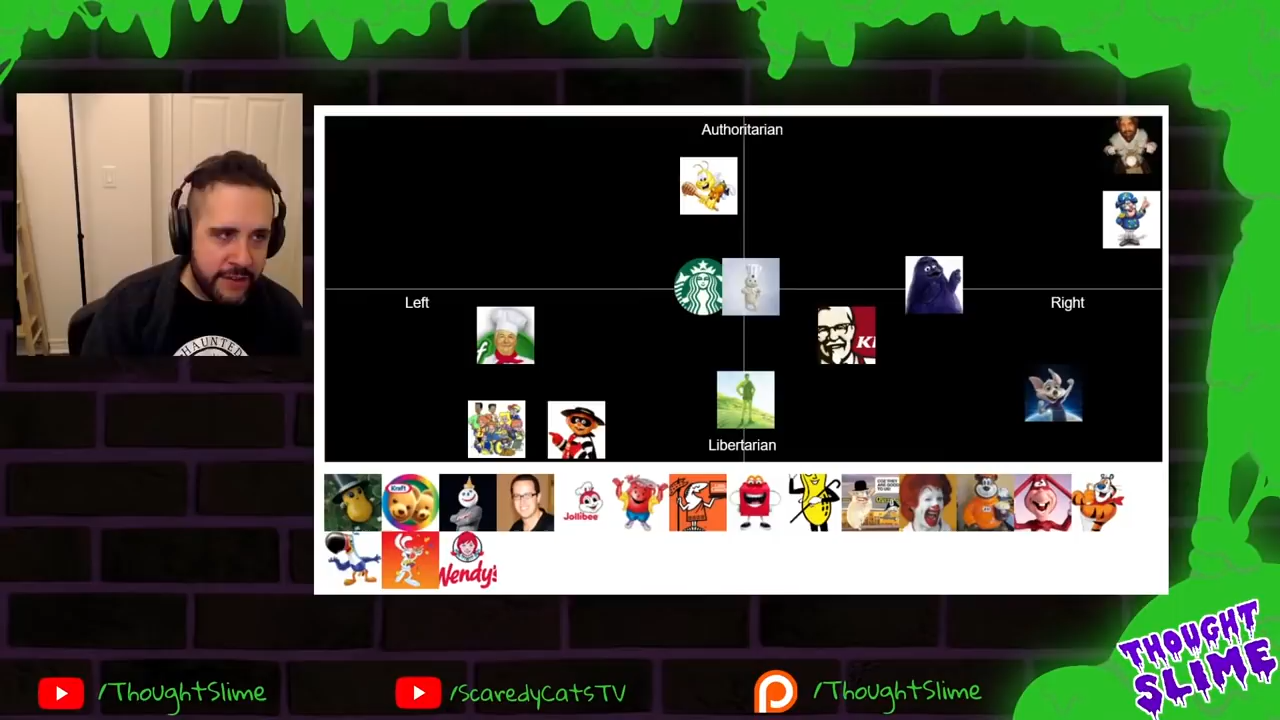 Authoritarian
Left
Right
K
Libertarian
HAUNTED
Kraft
Jollibee
Wendy's
THOUGHT
SLIME
/ThoughtSlime
/ScaredyCatsTV
/ThoughtSlime